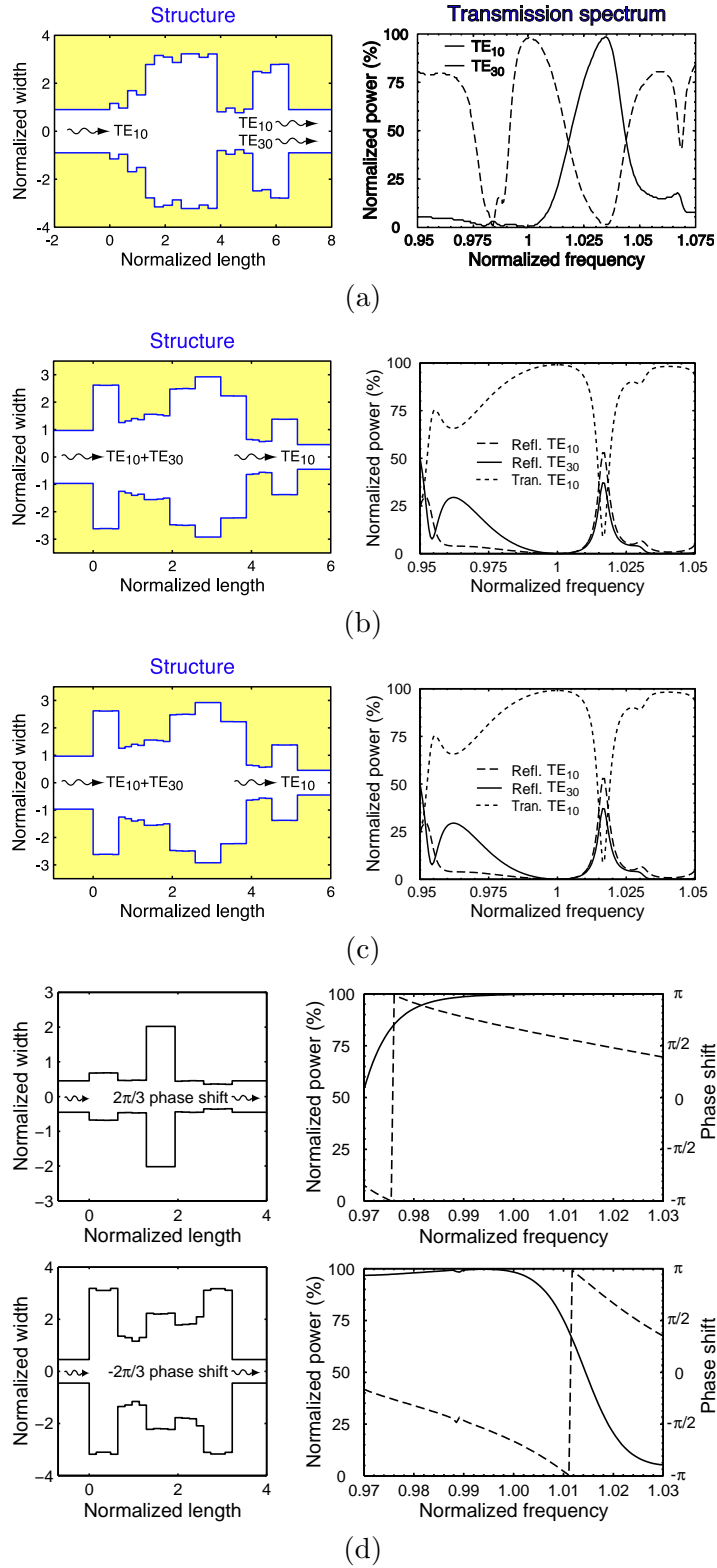 Structure
Transmission spectrum
Normalized width
4
2
0
-2
-4
TE10
TE10
TE30
-2 0 2 4 6 8
Normalized length
Normalized power (%)
100
75
50
25
0
TE10
TE30
0.95 0.975 1 1.025 1.05 1.075
Normalized frequency
(a)
Structure
Normalized width
3
2
1
0
-1
-2
-3
TE10+TE30
TE10
0 2 4 6
Normalized length
Normalized power (%)
100
75
50
25
0
Refl. TE10
Refl. TE30
Tran. TE10
0.95 0.975 1 1.025 1.05
Normalized frequency
(b)
Structure
Normalized width
3
2
1
0
1
2
3
TE10+TE30
TE10
0 2 4 6
Normalized length
Normalized power (%)
100
75
50
25
0
Refl. TE10
Refl. TE30
Tran. TE10
0.95 0.975 1 1.025 1.05
Normalized frequency
(c)
Normalized width
3
2
1
0
-1
-2
-3
2π/3 phase shift
0 2 4
Normalized length
Normalized power (%)
100
75
50
25
0
π
π/2
0
-π/2
-π
Phase shift
0.97 0.98 0.99 1.00 1.01 1.02 1.03
Normalized frequency
Normalized width
4
2
0
-2
-4
-2π/3 phase shift
0 1 2 3 4
Normalized length
Normalized power (%)
100
75
50
25
0
π
π/2
0
-π/2
-π
Phase shift
0.97 0.98 0.99 1.00 1.01 1.02 1.03
Normalized frequency
(d)